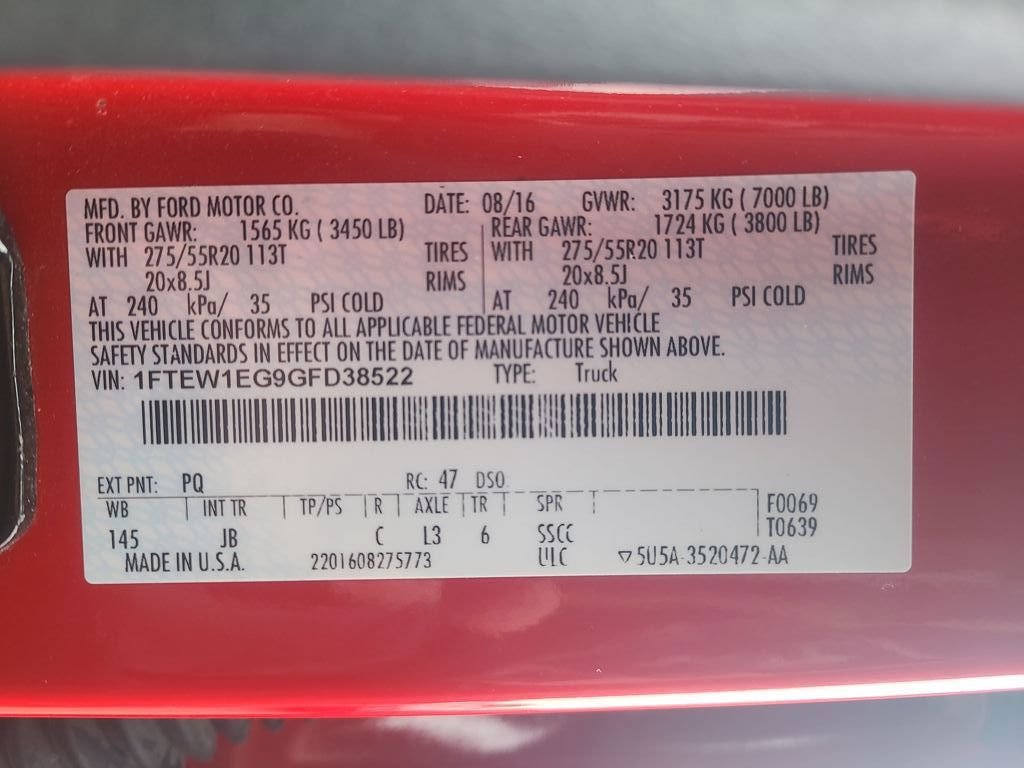 MFD. BY FORD MOTOR CO. DATE: 08/16 GVWR: 3175 KG ( 7000 LB)
FRONT GAWR: 1565 KG ( 3450 LB) REAR GAWR: 1724 KG ( 3800 LB)
WITH 275/55R20 113T TIRES WITH 275/55R20 113T TIRES
20x8.5J RIMS 20x8.5J RIMS
AT 240 kPa/ 35 PSI COLD AT 240 kPa/ 35 PSI COLD
THIS VEHICLE CONFORMS TO ALL APPLICABLE FEDERAL MOTOR VEHICLE
SAFETY STANDARDS IN EFFECT ON THE DATE OF MANUFACTURE SHOWN ABOVE.
VIN: 1FTEW1EG9GFD38522 TYPE: Truck
EXT PNT: PQ RC: 47 DSO:
WB INT TR TP/PS R AXLE TR SPR F0069
145 JB C L3 6 SSCC T0639
MADE IN U.S.A. 2201608275773 ULC ▽5U5A-3520472-AA